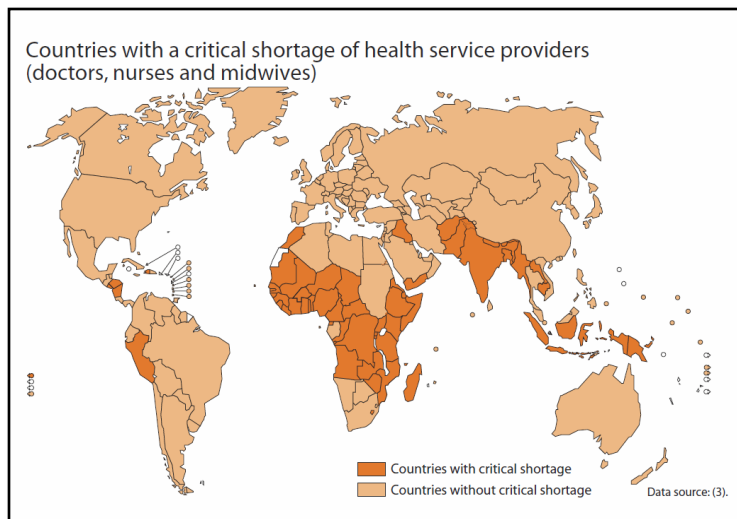 Countries with a critical shortage of health service providers
(doctors, nurses and midwives)
Countries with critical shortage
Countries without critical shortage
Data source: (3).